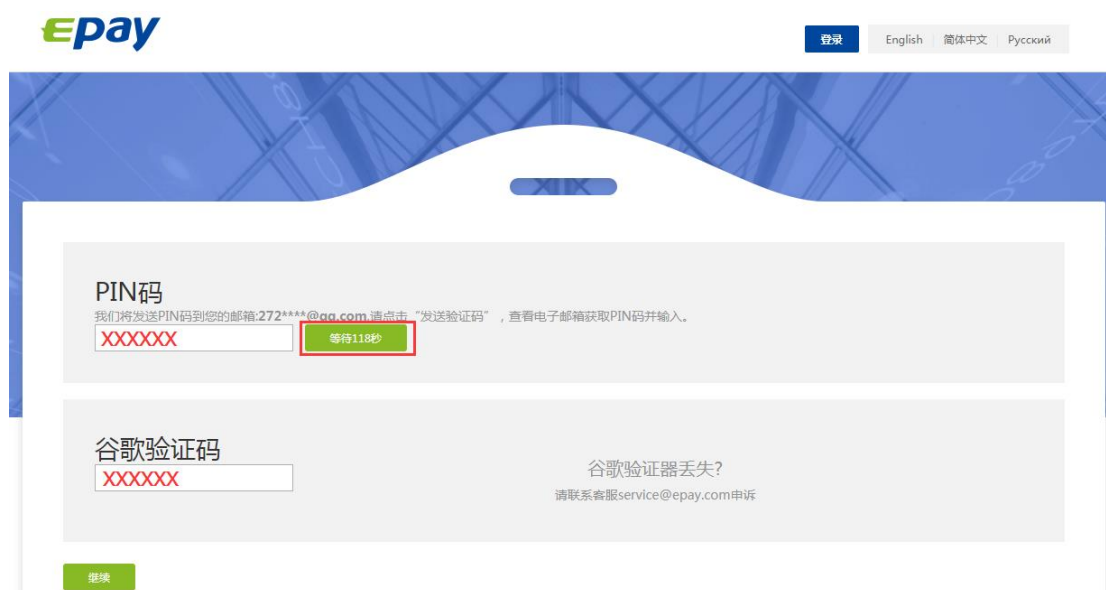 Epay
登录 English 简体中文 Русский
PIN码
我们将发送PIN码到您的邮箱:272****@qq.com,请点击“发送验证码”，查看电子邮箱获取PIN码并输入。
XXXXXX 等待118秒
谷歌验证码
XXXXXX
谷歌验证器丢失?
请联系客服service@epay.com申诉
继续